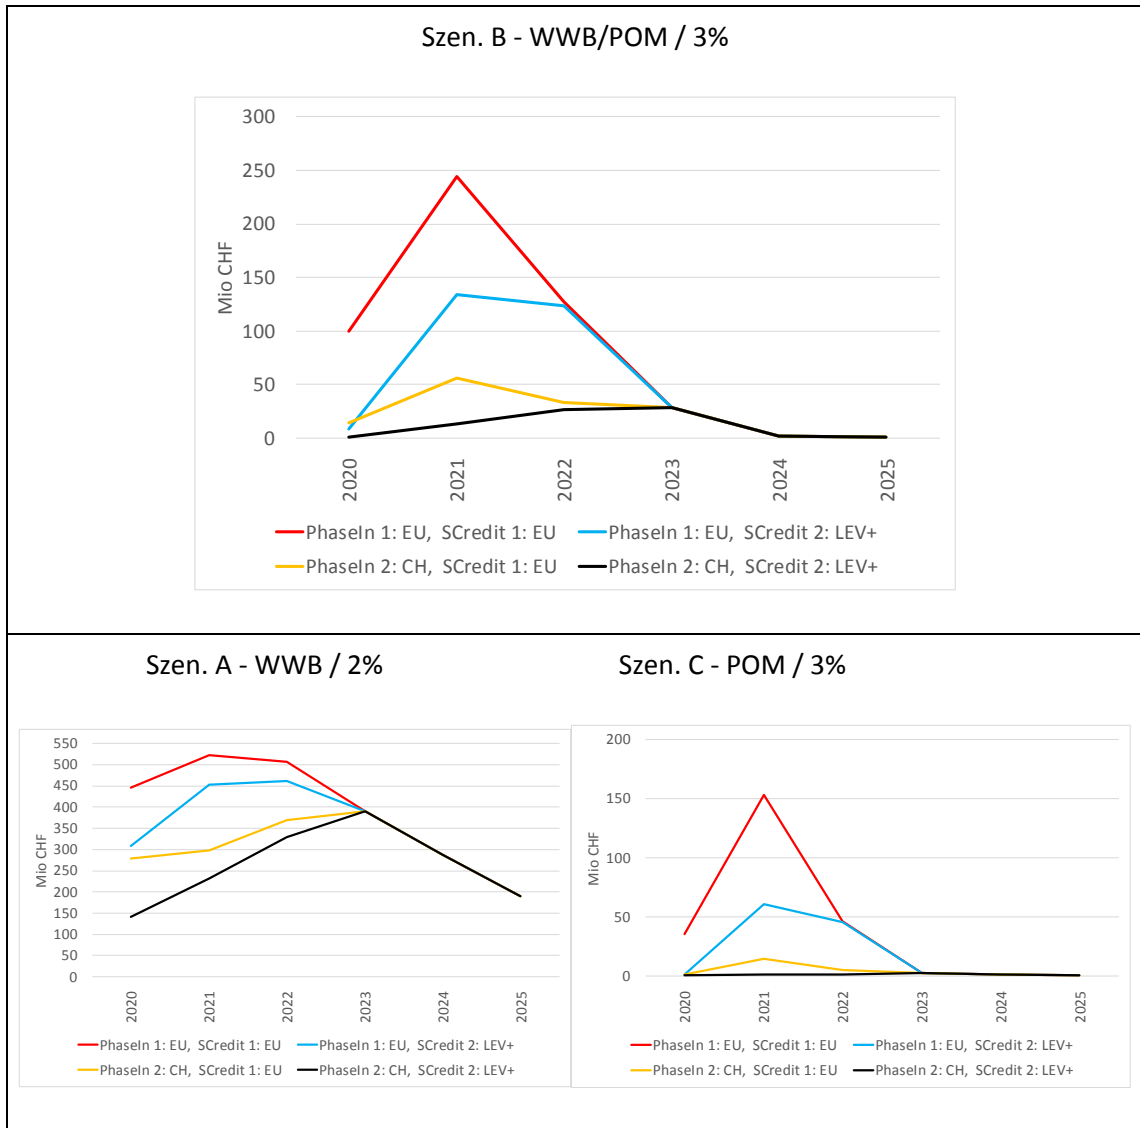 Szen. B - WWB/POM / 3%
300
250
200
150
100
50
0
Mio CHF
2020
2021
2022
2023
2024
2025
PhaseIn 1: EU, SCredit 1: EU
PhaseIn 1: EU, SCredit 2: LEV+
PhaseIn 2: CH, SCredit 1: EU
PhaseIn 2: CH, SCredit 2: LEV+
Szen. A - WWB / 2%
550
500
450
400
350
300
250
200
150
100
50
0
Mio CHF
2020
2021
2022
2023
2024
2025
PhaseIn 1: EU, SCredit 1: EU
PhaseIn 1: EU, SCredit 2: LEV+
PhaseIn 2: CH, SCredit 1: EU
PhaseIn 2: CH, SCredit 2: LEV+
Szen. C - POM / 3%
200
150
100
50
0
Mio CHF
2020
2021
2022
2023
2024
2025
PhaseIn 1: EU, SCredit 1: EU
PhaseIn 1: EU, SCredit 2: LEV+
PhaseIn 2: CH, SCredit 1: EU
PhaseIn 2: CH, SCredit 2: LEV+